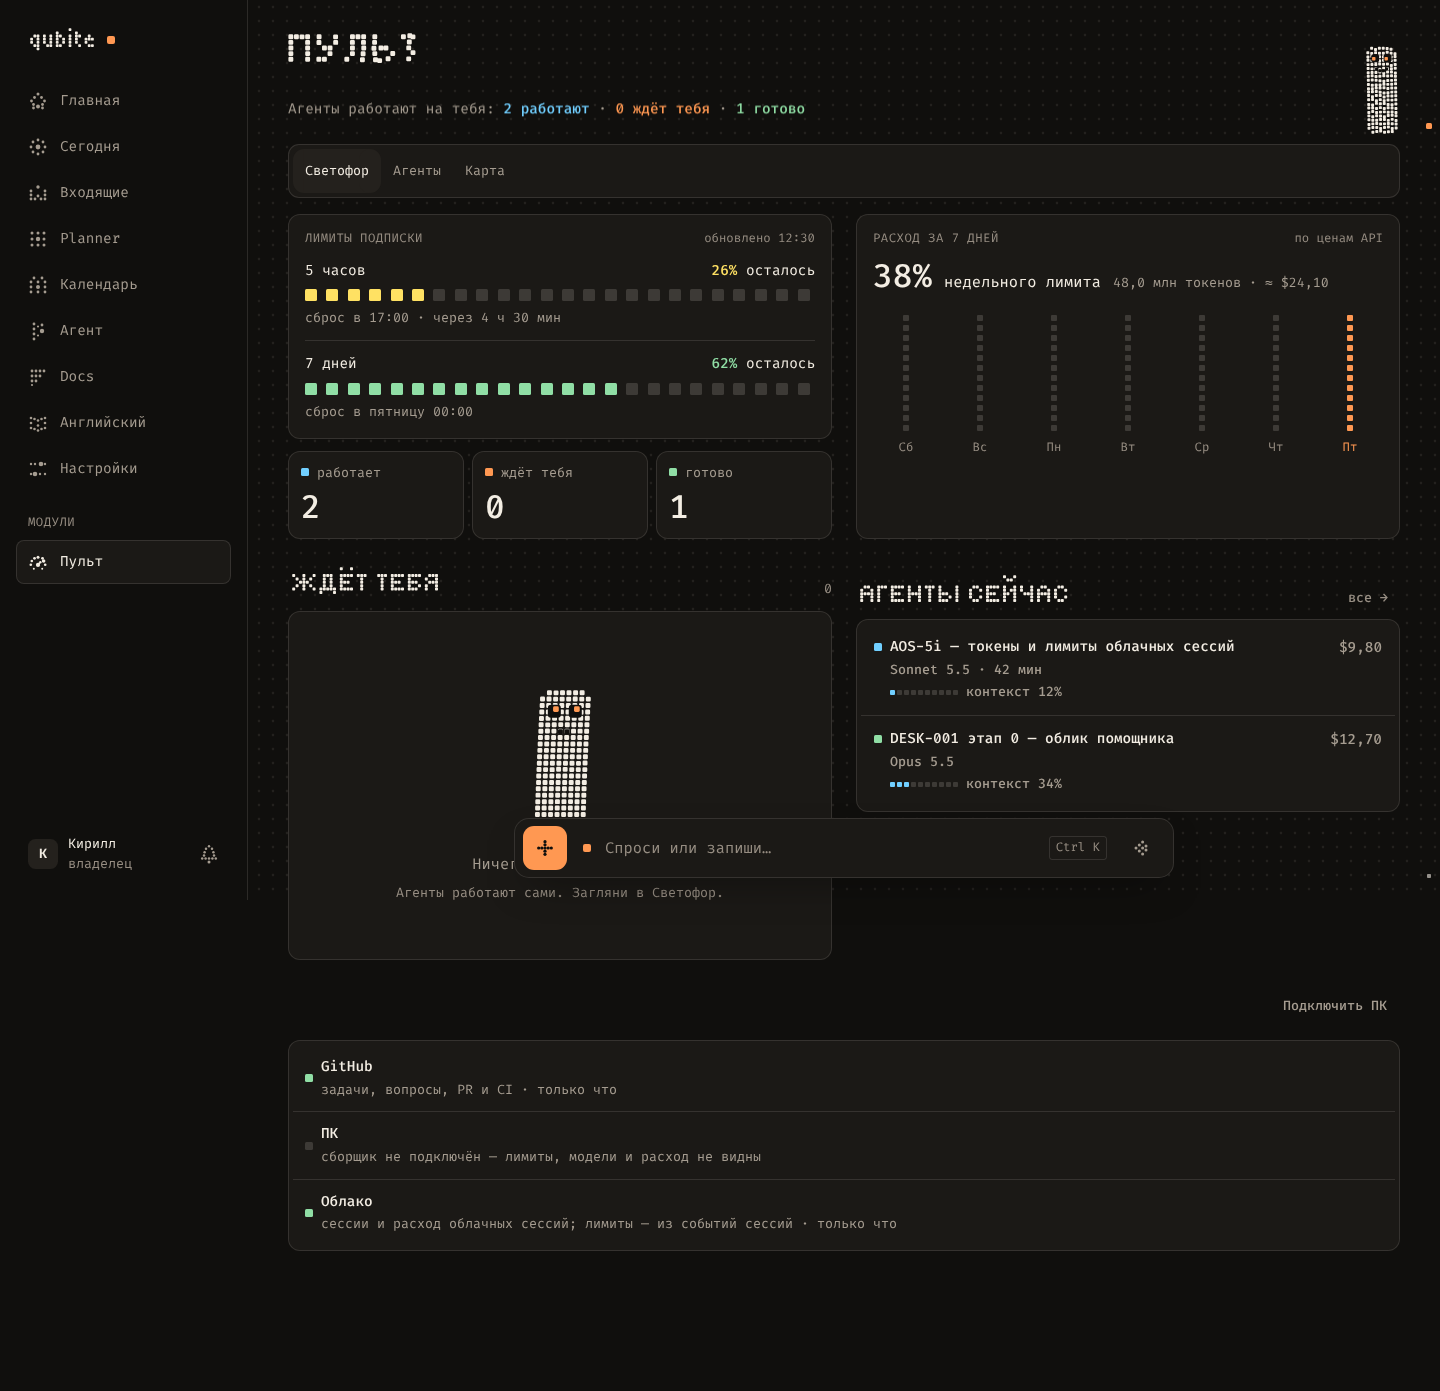 qubite
Главная
Сегодня
Входящие
Planner
Календарь
Агент
Docs
Английский
Настройки
МОДУЛИ
Пульт
К
Кирилл
владелец
Агенты работают на тебя: 2 работают · 0 ждёт тебя · 1 готово
Светофор Агенты Карта
ЛИМИТЫ ПОДПИСКИ обновлено 12:30
5 часов 26% осталось
сброс в 17:00 · через 4 ч 30 мин
7 дней 62% осталось
сброс в пятницу 00:00
работает
2
ждёт тебя
0
готово
1
РАСХОД ЗА 7 ДНЕЙ по ценам API
38% недельного лимита 48,0 млн токенов · ≈ $24,10
Сб Вс Пн Вт Ср Чт Пт
ЖДЁТ ТЕБЯ 0
Агенты работают сами. Загляни в Светофор.
АГЕНТЫ СЕЙЧАС все →
AOS-5i — токены и лимиты облачных сессий $9,80
Sonnet 5.5 · 42 мин
контекст 12%
DESK-001 этап 0 — облик помощника $12,70
Opus 5.5
контекст 34%
Спроси или запиши… Ctrl K
Подключить ПК
GitHub
задачи, вопросы, PR и CI · только что
ПК
сборщик не подключён — лимиты, модели и расход не видны
Облако
сессии и расход облачных сессий; лимиты — из событий сессий · только что